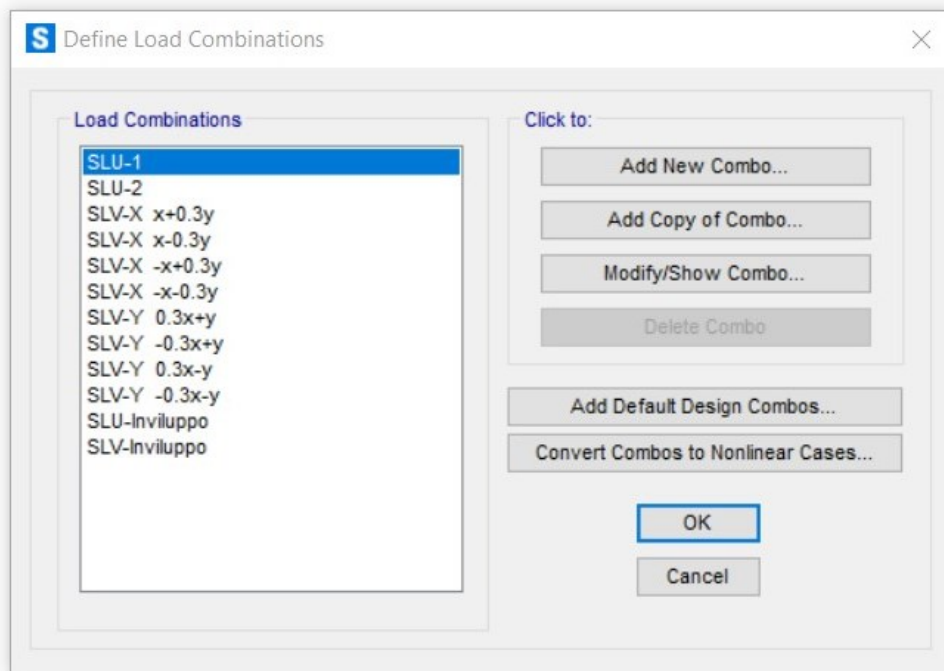 S Define Load Combinations
Load Combinations
SLU-1
SLU-2
SLV-X x+0.3y
SLV-X x-0.3y
SLV-X -x+0.3y
SLV-X -x-0.3y
SLV-Y 0.3x+y
SLV-Y -0.3x+y
SLV-Y 0.3x-y
SLV-Y -0.3x-y
SLU-Inviluppo
SLV-Inviluppo
Click to:
Add New Combo...
Add Copy of Combo...
Modify/Show Combo...
Delete Combo
Add Default Design Combos...
Convert Combos to Nonlinear Cases...
OK
Cancel